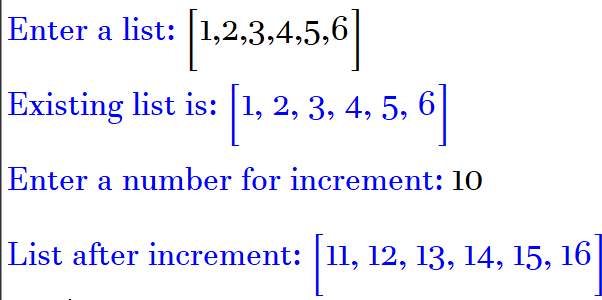 Enter a list: [1,2,3,4,5,6]
Existing list is: [1, 2, 3, 4, 5, 6]
Enter a number for increment: 10
List after increment: [11, 12, 13, 14, 15, 16]